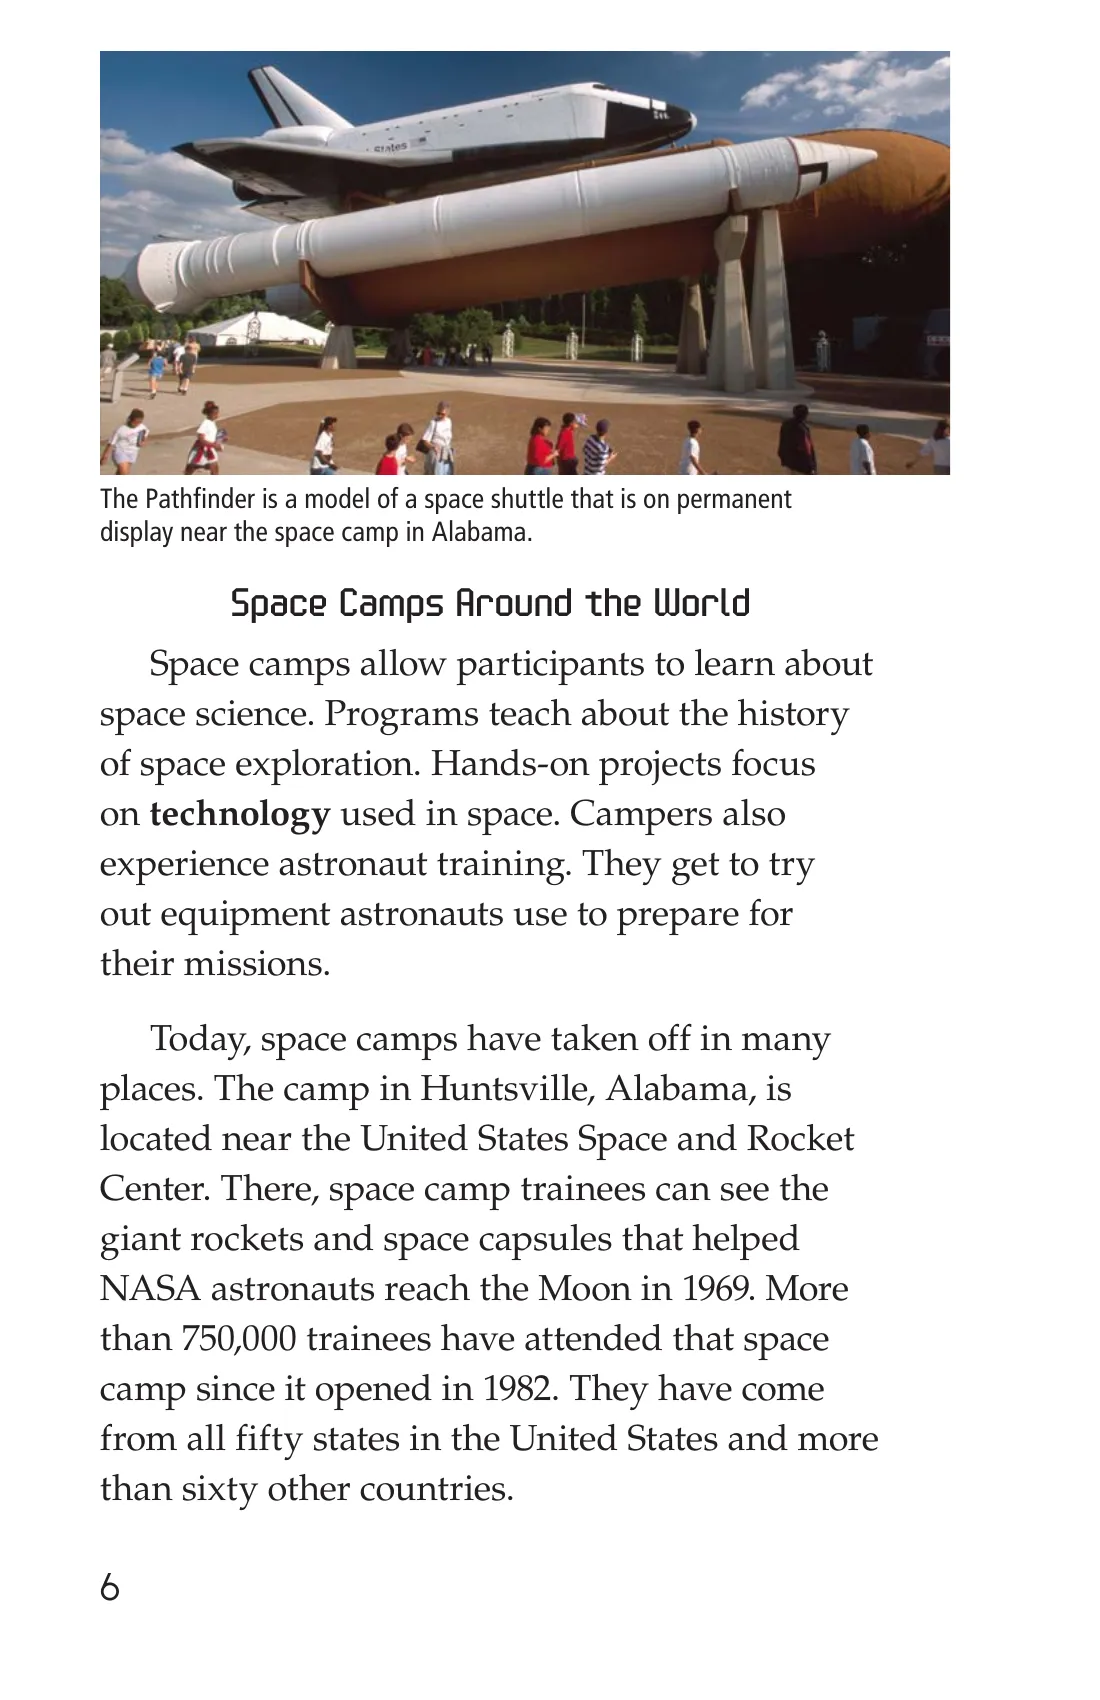 States
The Pathfinder is a model of a space shuttle that is on permanent
display near the space camp in Alabama.
Space Camps Around the World
Space camps allow participants to learn about
space science. Programs teach about the history
of space exploration. Hands-on projects focus
on technology used in space. Campers also
experience astronaut training. They get to try
out equipment astronauts use to prepare for
their missions.
Today, space camps have taken off in many
places. The camp in Huntsville, Alabama, is
located near the United States Space and Rocket
Center. There, space camp trainees can see the
giant rockets and space capsules that helped
NASA astronauts reach the Moon in 1969. More
than 750,000 trainees have attended that space
camp since it opened in 1982. They have come
from all fifty states in the United States and more
than sixty other countries.
6